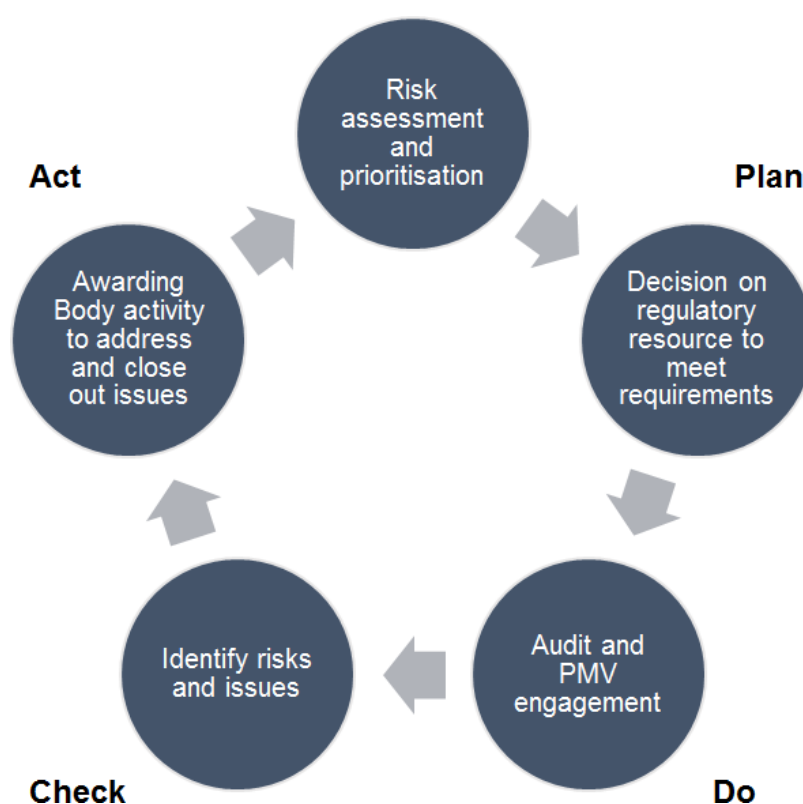 Risk
assessment
and
prioritisation
Act
Plan
Awarding
Body activity
to address
and close
out issues
Decision on
regulatory
resource to
meet
requirements
Identify risks
and issues
Audit and
PMV
engagement
Check
Do